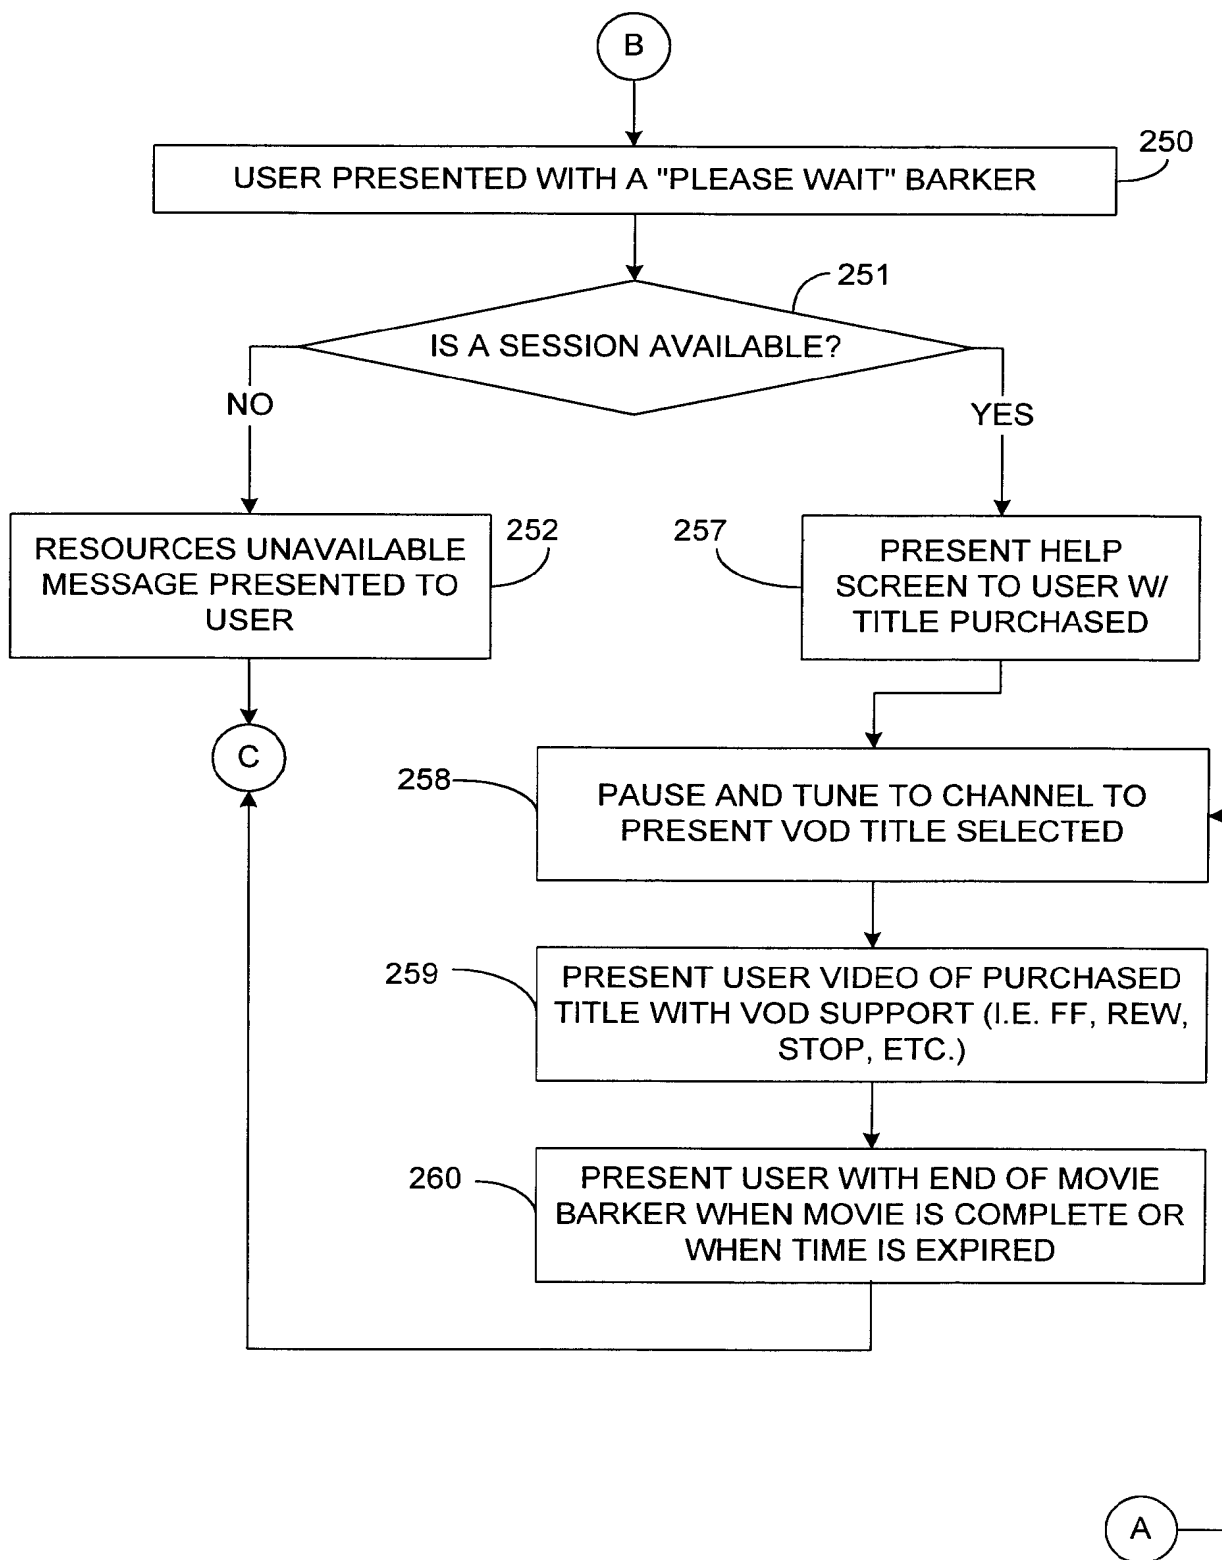 B
250
USER PRESENTED WITH A "PLEASE WAIT" BARKER
251
IS A SESSION AVAILABLE?
NO
YES
252
RESOURCES UNAVAILABLE
MESSAGE PRESENTED TO
USER
257
PRESENT HELP
SCREEN TO USER W/
TITLE PURCHASED
C
258
PAUSE AND TUNE TO CHANNEL TO
PRESENT VOD TITLE SELECTED
259
PRESENT USER VIDEO OF PURCHASED
TITLE WITH VOD SUPPORT (I.E. FF, REW,
STOP, ETC.)
260
PRESENT USER WITH END OF MOVIE
BARKER WHEN MOVIE IS COMPLETE OR
WHEN TIME IS EXPIRED
A